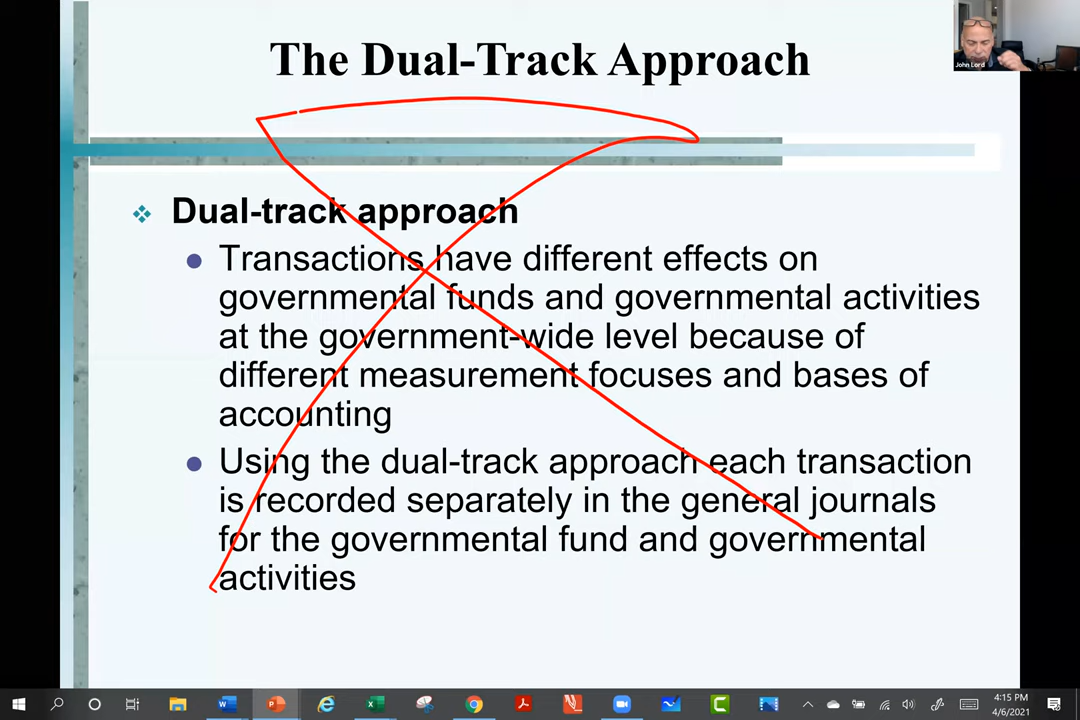 The Dual-Track Approach
John Lord
Dual-track approach
Transactions have different effects on
governmental funds and governmental activities
at the government-wide level because of
different measurement focuses and bases of
accounting
Using the dual-track approach each transaction
is recorded separately in the general journals
for the governmental fund and governmental
activities
4:15 PM
4/6/2021